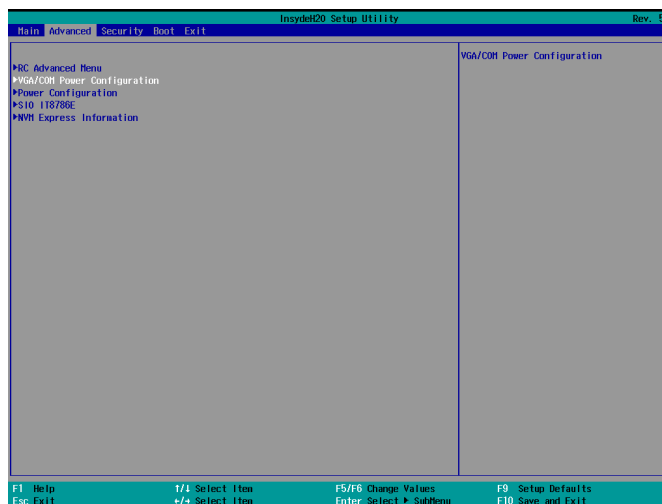 InsydeH20 Setup Utility Rev. 5
Main Advanced Security Boot Exit
VGA/COM Power Configuration
▶RC Advanced Menu
▶VGA/COM Power Configuration
▶Power Configuration
▶SIO IT8786E
▶NVM Express Information
F1 Help ↑/↓ Select Item F5/F6 Change Values F9 Setup Defaults
Esc Exit ←/→ Select Item Enter Select ▶ SubMenu F10 Save and Exit